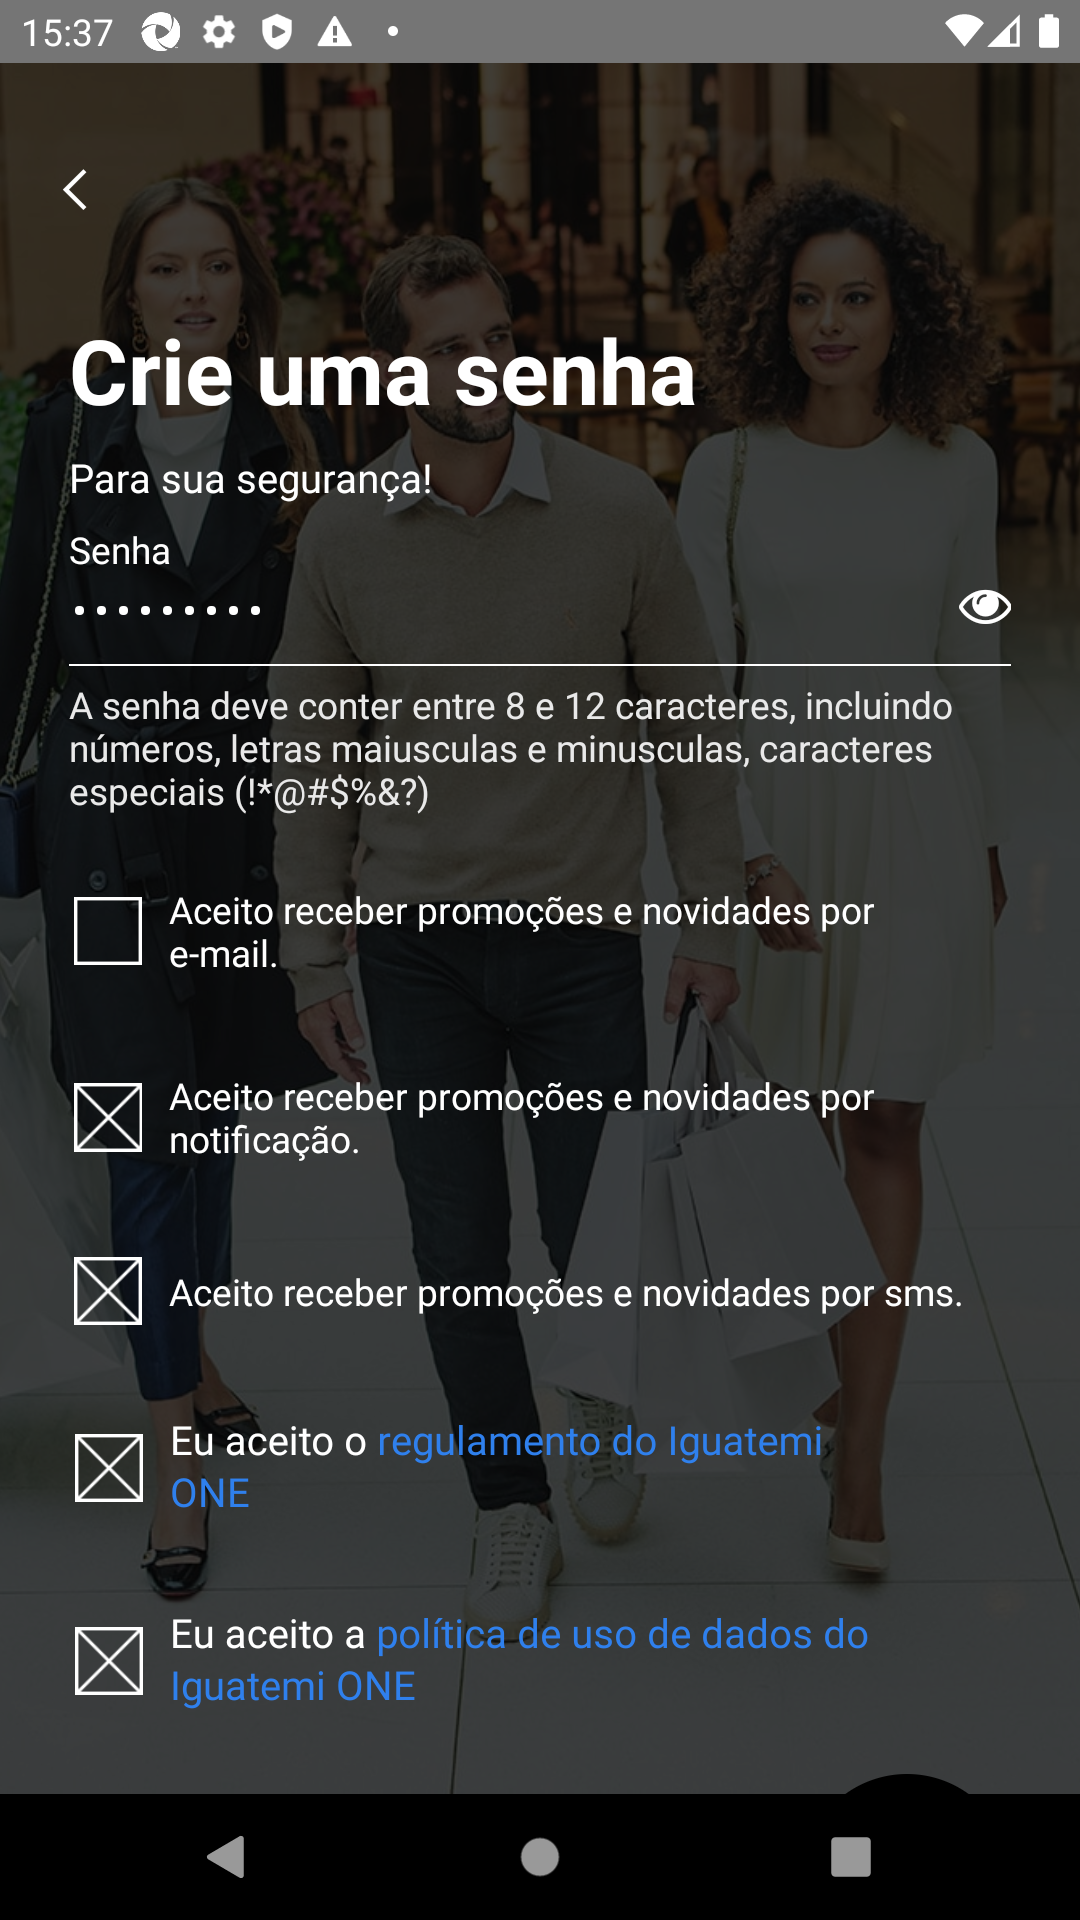 15:37
Crie uma senha
Para sua segurança!
Senha
•••••••••
A senha deve conter entre 8 e 12 caracteres, incluindo
números, letras maiusculas e minusculas, caracteres
especiais (!*@#$%&?)
Aceito receber promoções e novidades por
e-mail.
Aceito receber promoções e novidades por
notificação.
Aceito receber promoções e novidades por sms.
Eu aceito o regulamento do Iguatemi
ONE
Eu aceito a política de uso de dados do
Iguatemi ONE